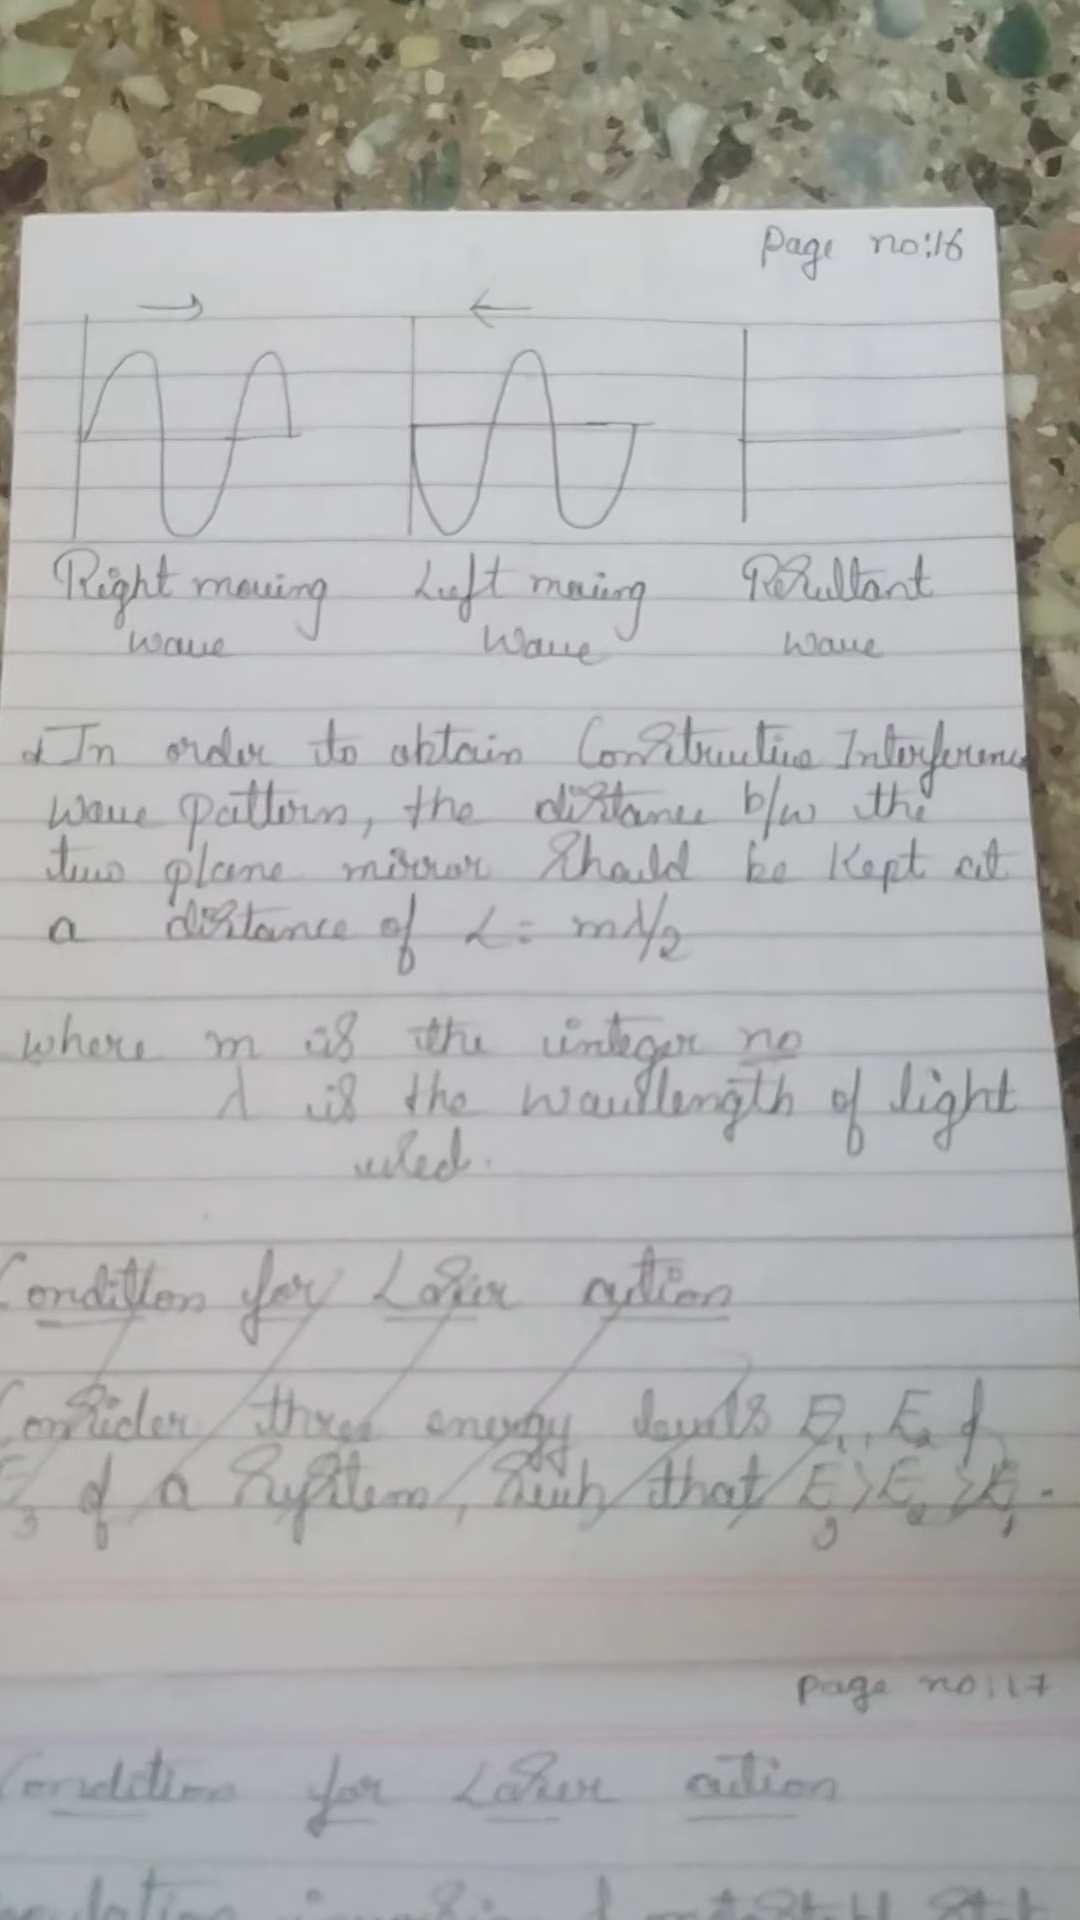 Page no:16
Right moving Left moving Resultant
wave wave wave
In order to obtain Constructive Interference
wave pattern, the distance b/w the
two plane mirror should be kept at
a distance of L = mλ/2
where m is the integer no
λ is the wavelength of light
used.
Condition for Laser action
Consider three energy levels E1, E2 &
E3 of a system, such that E3>E2>E1.
page no:17
Condition for Laser action